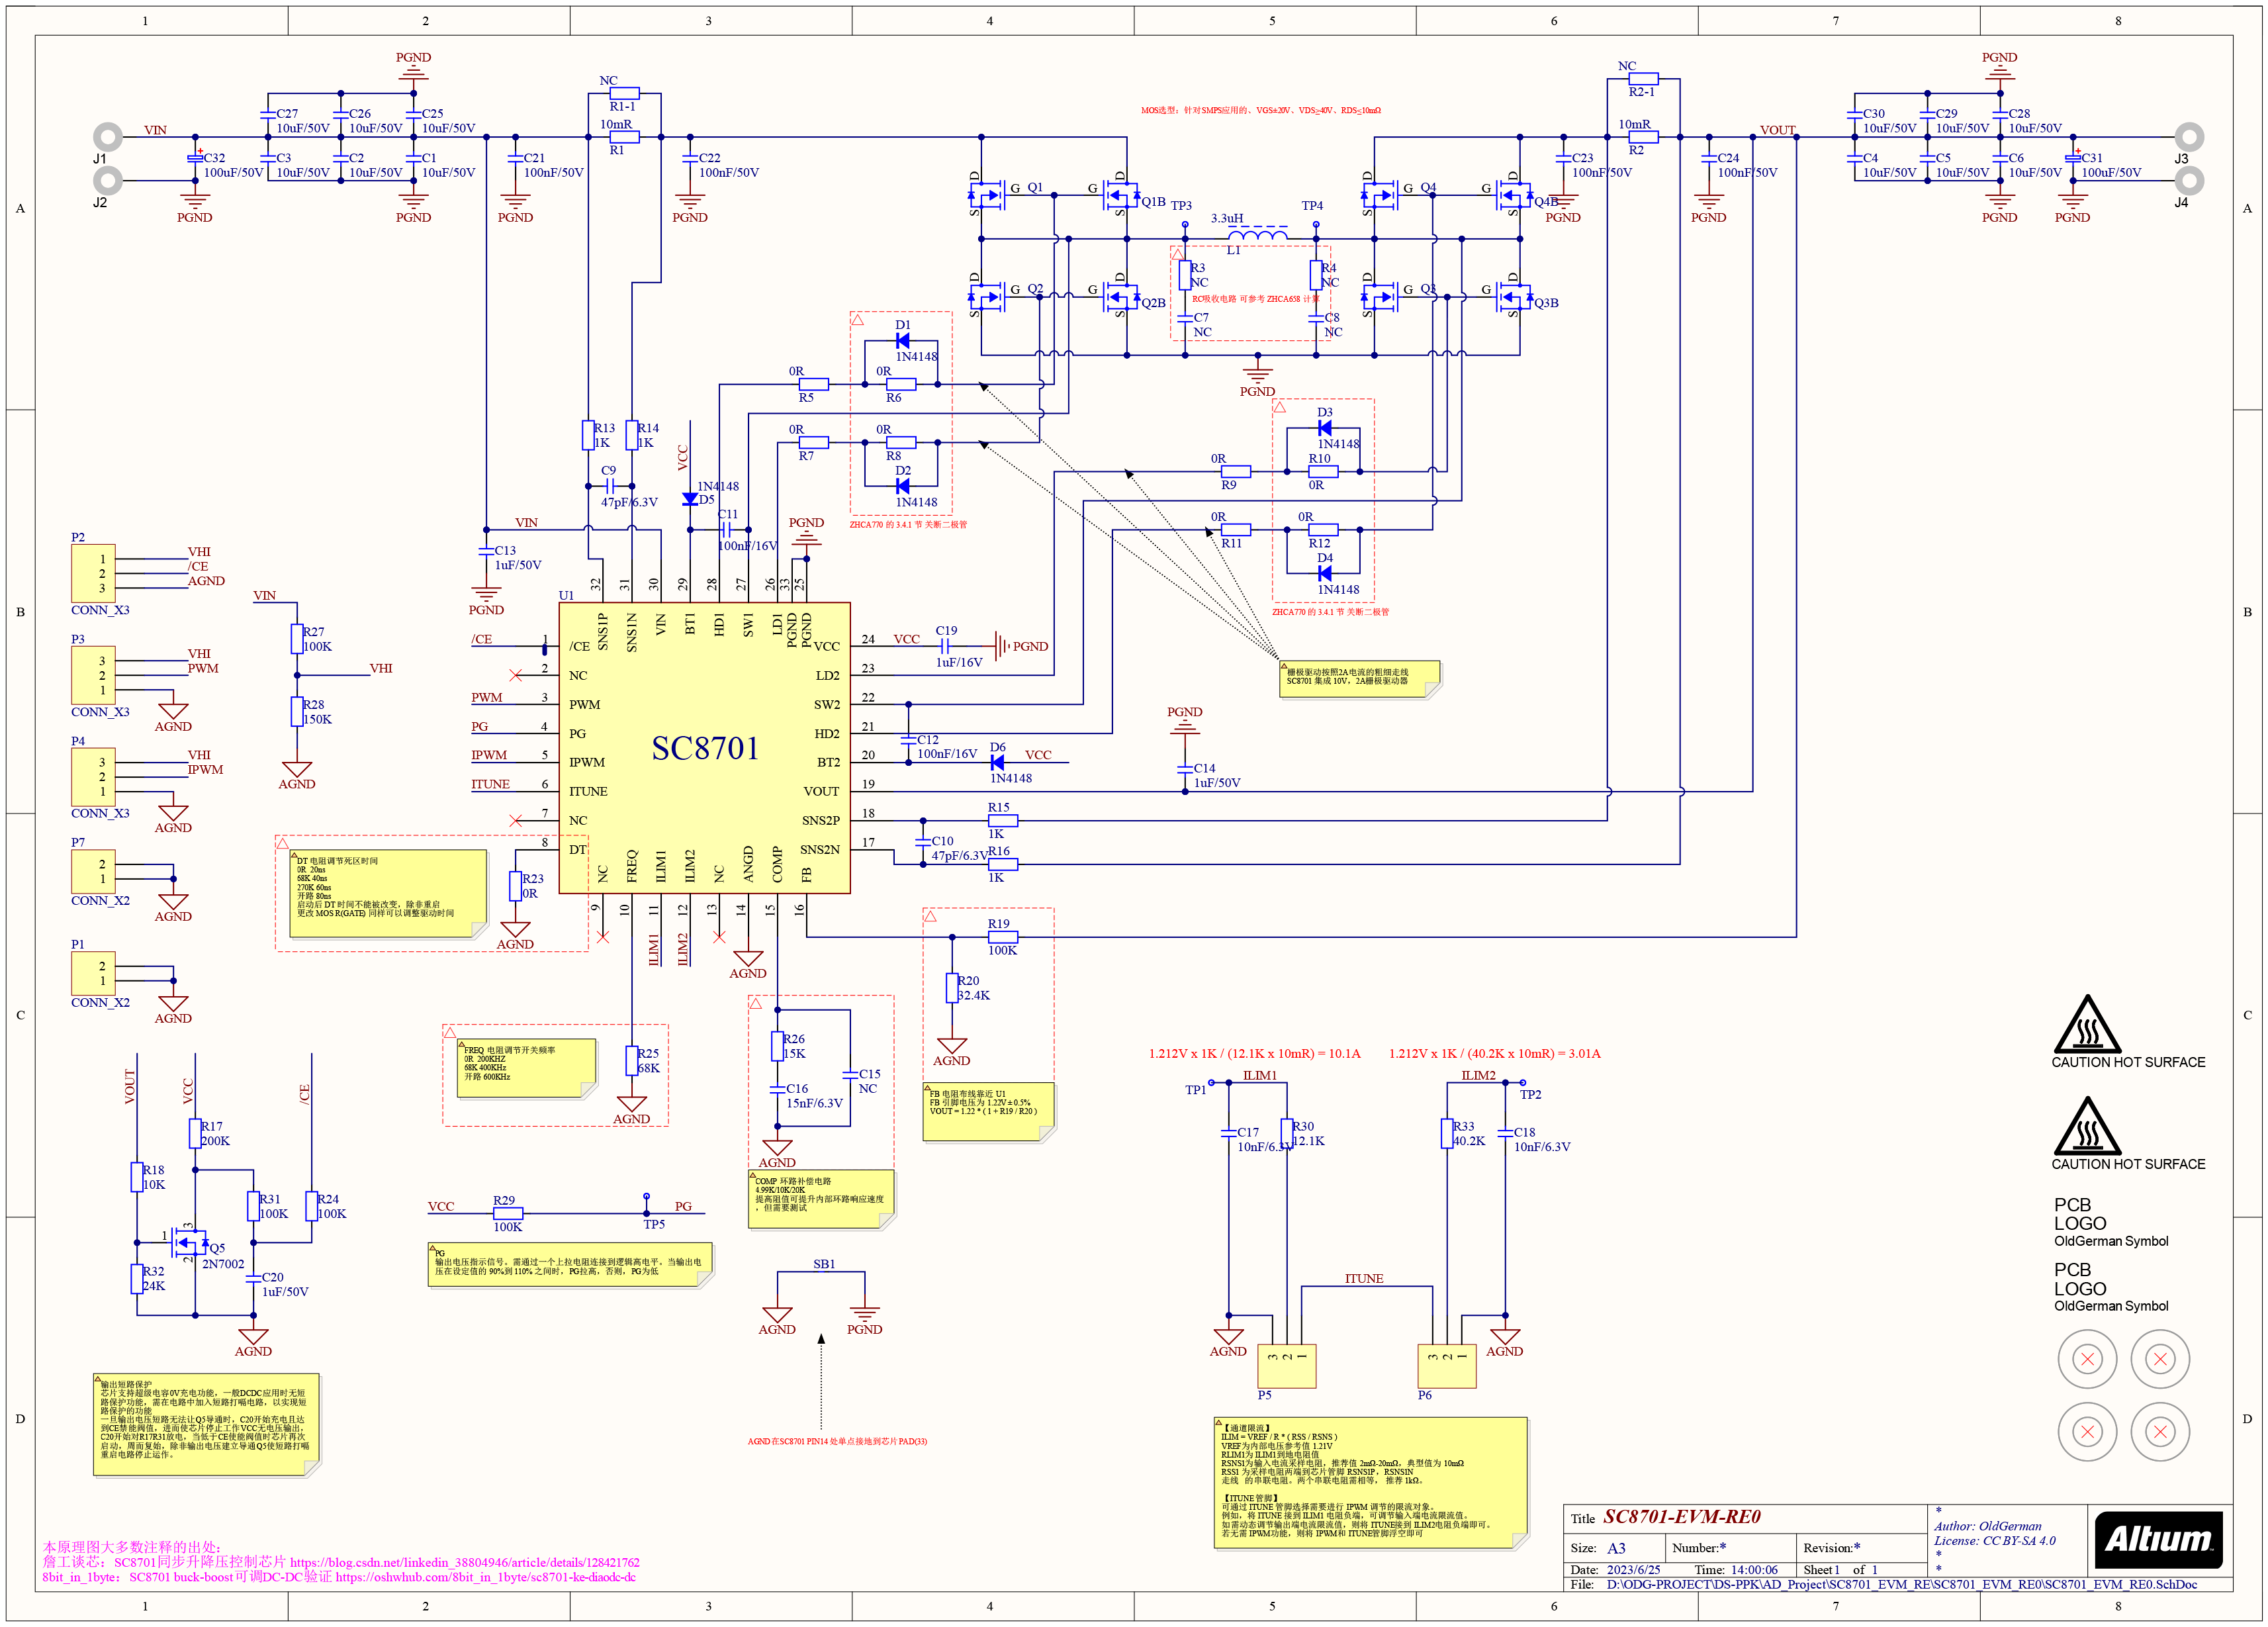 1 2 3 4 5 6 7 8
A
B
C
D
PGND
C27
10uF/50V
C26
10uF/50V
C25
10uF/50V
VIN
J1
J2
C32
100uF/50V
PGND
C3
10uF/50V
C2
10uF/50V
C1
10uF/50V
PGND
C21
100nF/50V
PGND
NC
R1-1
10mR
R1
C22
100nF/50V
PGND
MOS选型：针对SMPS应用的、VGS±20V、VDS≥40V、RDS≤10mΩ
D
G
S
Q1
D
G
S
Q1B
D
G
S
Q2
D
G
S
Q2B
TP3
3.3uH
L1
TP4
R3
NC
R4
NC
RC吸收电路 可参考 ZHCA658 计算
C7
NC
C8
NC
PGND
D
G
S
Q4
D
G
S
Q4B
D
G
S
Q3
D
G
S
Q3B
C23
100nF/50V
PGND
NC
R2-1
10mR
R2
C24
100nF/50V
PGND
VOUT
PGND
C30
10uF/50V
C29
10uF/50V
C28
10uF/50V
C4
10uF/50V
C5
10uF/50V
C6
10uF/50V
PGND
C31
100uF/50V
PGND
J3
J4
D1
1N4148
0R
R5
0R
R6
0R
R7
0R
R8
D2
1N4148
ZHCA770 的 3.4.1 节 关断二极管
D3
1N4148
0R
R9
R10
0R
0R
R11
0R
R12
D4
1N4148
ZHCA770 的 3.4.1 节 关断二极管
R13
1K
R14
1K
C9
47pF/6.3V
VCC
1N4148
D5
C11
100nF/16V
PGND
VIN
C13
1uF/50V
PGND
P2
1 VHI
2 /CE
3 AGND
CONN_X3
P3
3 VHI
2 PWM
1
CONN_X3
AGND
P4
3 VHI
2 IPWM
1
CONN_X3
AGND
P7
2
1
CONN_X2
AGND
P1
2
1
CONN_X2
AGND
VIN
R27
100K
VHI
R28
150K
AGND
U1
SC8701
32 31 30 29 28 27 26 33 25
SNS1P SNS1N VIN BT1 HD1 SW1 LD1 PGND PGND
/CE 1 /CE
2 NC
PWM 3 PWM
PG 4 PG
IPWM 5 IPWM
ITUNE 6 ITUNE
7 NC
8 DT
VCC 24 VCC
LD2 23
SW2 22
HD2 21
BT2 20
VOUT 19
SNS2P 18
SNS2N 17
NC FREQ ILIM1 ILIM2 NC ANGD COMP FB
9 10 11 12 13 14 15 16
ILIM1
ILIM2
AGND
C19
1uF/16V
PGND
C12
100nF/16V
D6
1N4148
VCC
PGND
C14
1uF/50V
C10
47pF/6.3V
R15
1K
R16
1K
栅极驱动按照2A电流的粗细走线
SC8701 集成 10V，2A栅极驱动器
DT 电阻调节死区时间
0R 20ns
68K 40ns
270K 60ns
开路 80ns
启动后 DT 时间不能被改变，除非重启
更改 MOS R(GATE) 同样可以调整驱动时间
R23
0R
AGND
FREQ 电阻调节开关频率
0R 200KHZ
68K 400KHz
开路 600KHz
R25
68K
AGND
R26
15K
C16
15nF/6.3V
C15
NC
AGND
COMP 环路补偿电路
4.99K/10K/20K
提高阻值可提升内部环路响应速度
，但需要测试
R19
100K
R20
32.4K
AGND
FB 电阻布线靠近 U1
FB 引脚电压为 1.22V±0.5%
VOUT = 1.22 * ( 1 + R19 / R20 )
VOUT
VCC
/CE
R17
200K
R18
10K
R31
100K
R24
100K
1
3
2
Q5
2N7002
R32
24K
C20
1uF/50V
AGND
输出短路保护
芯片支持超级电容0V充电功能，一般DCDC应用时无短
路保护功能，需在电路中加入短路打嗝电路，以实现短
路保护的功能
一旦输出电压短路无法让Q5导通时，C20开始充电且达
到CE禁能阈值，进而使芯片停止工作VCC无电压输出，
C20开始对R17R31放电，当低于CE使能阈值时芯片再次
启动，周而复始，除非输出电压建立导通Q5使短路打嗝
重启电路停止运作。
VCC
R29
100K
TP5
PG
PG
输出电压指示信号。需通过一个上拉电阻连接到逻辑高电平。当输出电
压在设定值的 90%到 110% 之间时，PG拉高，否则，PG为低
SB1
AGND
PGND
AGND在SC8701 PIN14 处单点接地到芯片PAD(33)
1.212V x 1K / (12.1K x 10mR) = 10.1A
1.212V x 1K / (40.2K x 10mR) = 3.01A
TP1
ILIM1
C17
10nF/6.3V
R30
12.1K
ILIM2
TP2
R33
40.2K
C18
10nF/6.3V
ITUNE
AGND
AGND
3 2 1
P5
3 2 1
P6
【通道限流】
ILIM = VREF / R * ( RSS / RSNS )
VREF为内部电压参考值 1.21V
RLIM1为 ILIM1到地电阻值
RSNS1为输入电流采样电阻，推荐值 2mΩ-20mΩ，典型值为 10mΩ
RSS1 为采样电阻两端到芯片管脚 RSNS1P，RSNS1N
走线 的串联电阻。两个串联电阻需相等， 推荐 1kΩ。
【ITUNE管脚】
可通过 ITUNE 管脚选择需要进行 IPWM 调节的限流对象。
例如，将 ITUNE 接到 ILIM1 电阻负端，可调节输入端电流限流值。
如需动态调节输出端电流限流值，则将 ITUNE接到 ILIM2电阻负端即可。
若无需 IPWM功能，则将 IPWM和 ITUNE管脚浮空即可
CAUTION HOT SURFACE
CAUTION HOT SURFACE
PCB
LOGO
OldGerman Symbol
PCB
LOGO
OldGerman Symbol
本原理图大多数注释的出处：
詹工谈芯：SC8701同步升降压控制芯片 https://blog.csdn.net/linkedin_38804946/article/details/128421762
8bit_in_1byte： SC8701 buck-boost 可调DC-DC 验证 https://oshwhub.com/8bit_in_1byte/sc8701-ke-diaodc-dc
Title SC8701-EVM-RE0
Size: A3 Number:* Revision:*
Date: 2023/6/25 Time: 14:00:06 Sheet 1 of 1
File: D:\ODG-PROJECT\DS-PPK\AD_Project\SC8701_EVM_RE\SC8701_EVM_RE0\SC8701_EVM_RE0.SchDoc
*
Author: OldGerman
License: CC BY-SA 4.0
*
*
Altium
1 2 3 4 5 6 7 8
A
B
C
D